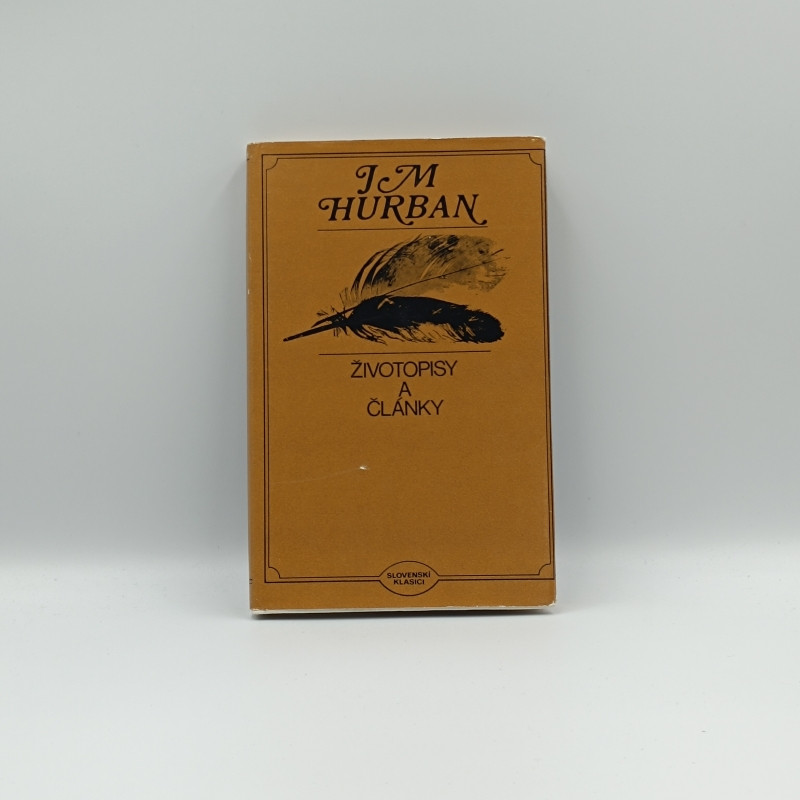 J M
HURBAN
ŽIVOTOPISY
A
ČLÁNKY
SLOVENSKÍ
KLASICI